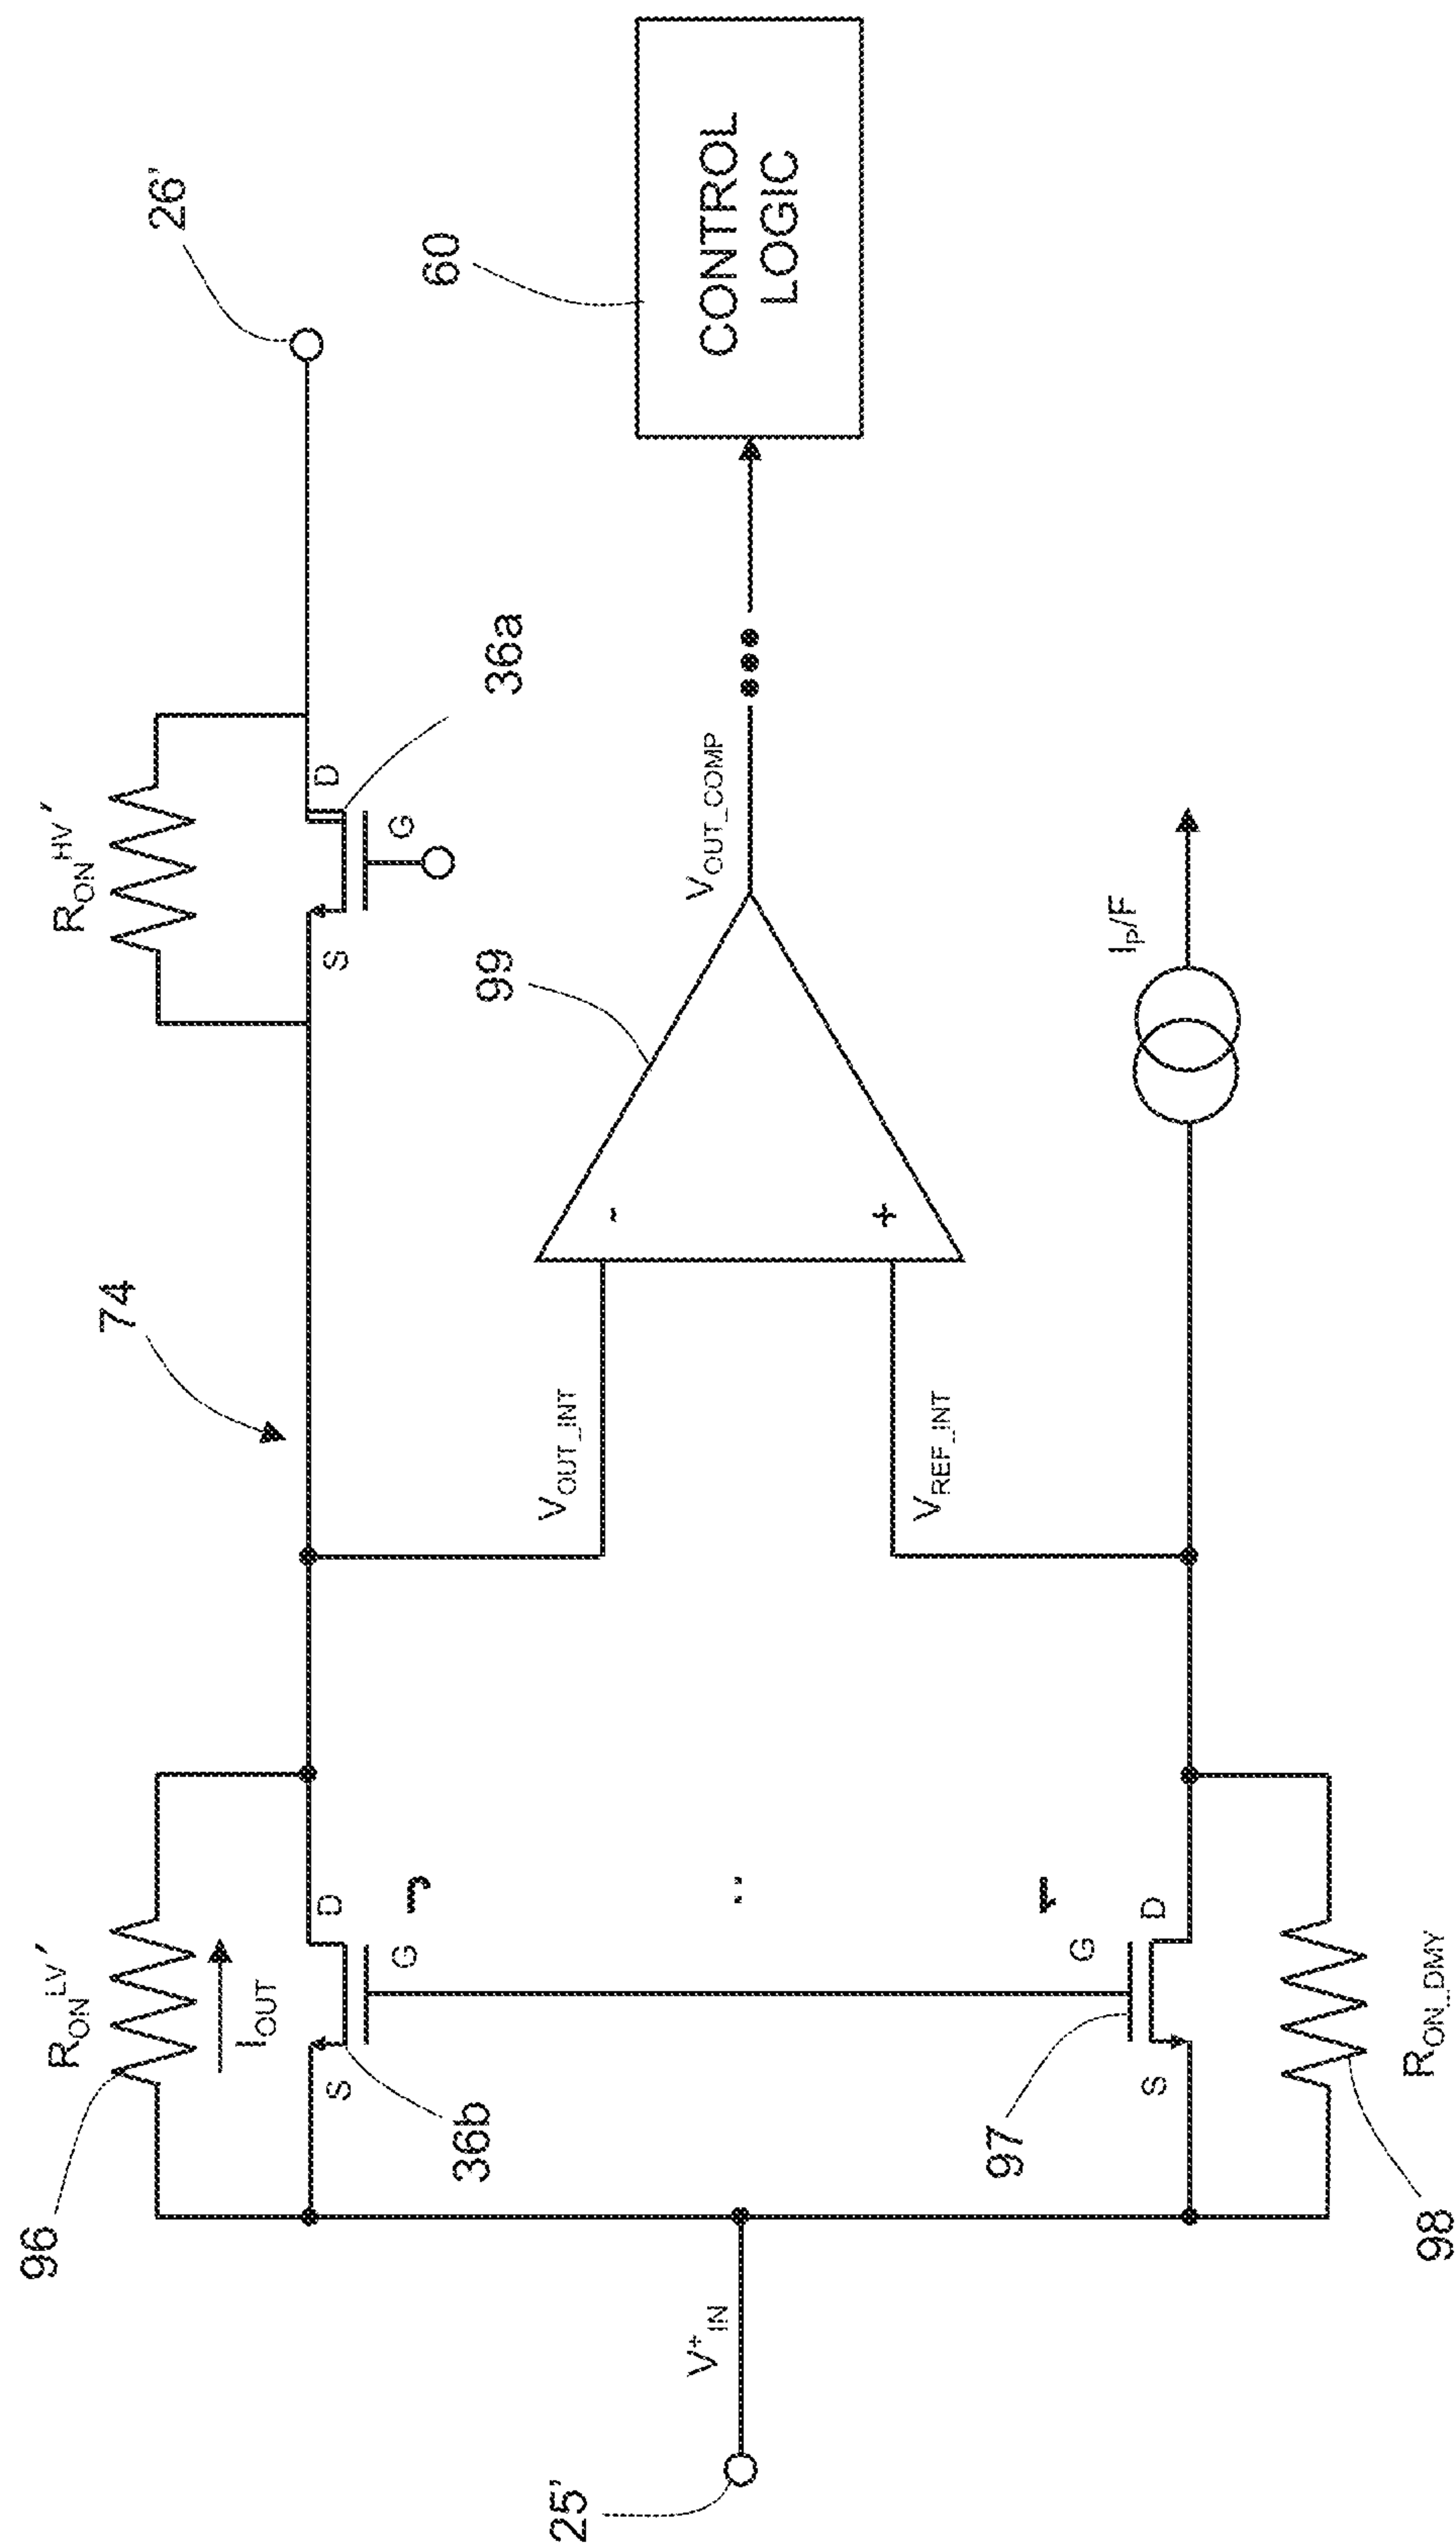 96
R_ON^LV'
I_OUT
S
D
G
36b
74
R_ON^HV'
S
D
G
36a
26'
25'
V^+_IN
V_OUT_INT
V_REF_INT
-
+
99
V_OUT_COMP
60
CONTROL
LOGIC
97
G
S
D
98
R_ON_DMY
I_P/F